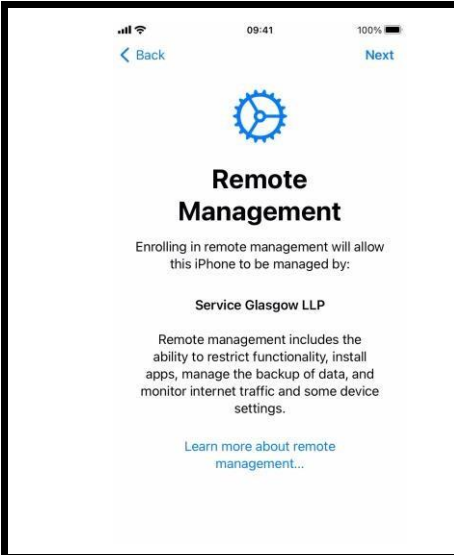 09:41
100%
Back
Next
Remote
Management
Enrolling in remote management will allow
this iPhone to be managed by:
Service Glasgow LLP
Remote management includes the
ability to restrict functionality, install
apps, manage the backup of data, and
monitor internet traffic and some device
settings.
Learn more about remote
management...